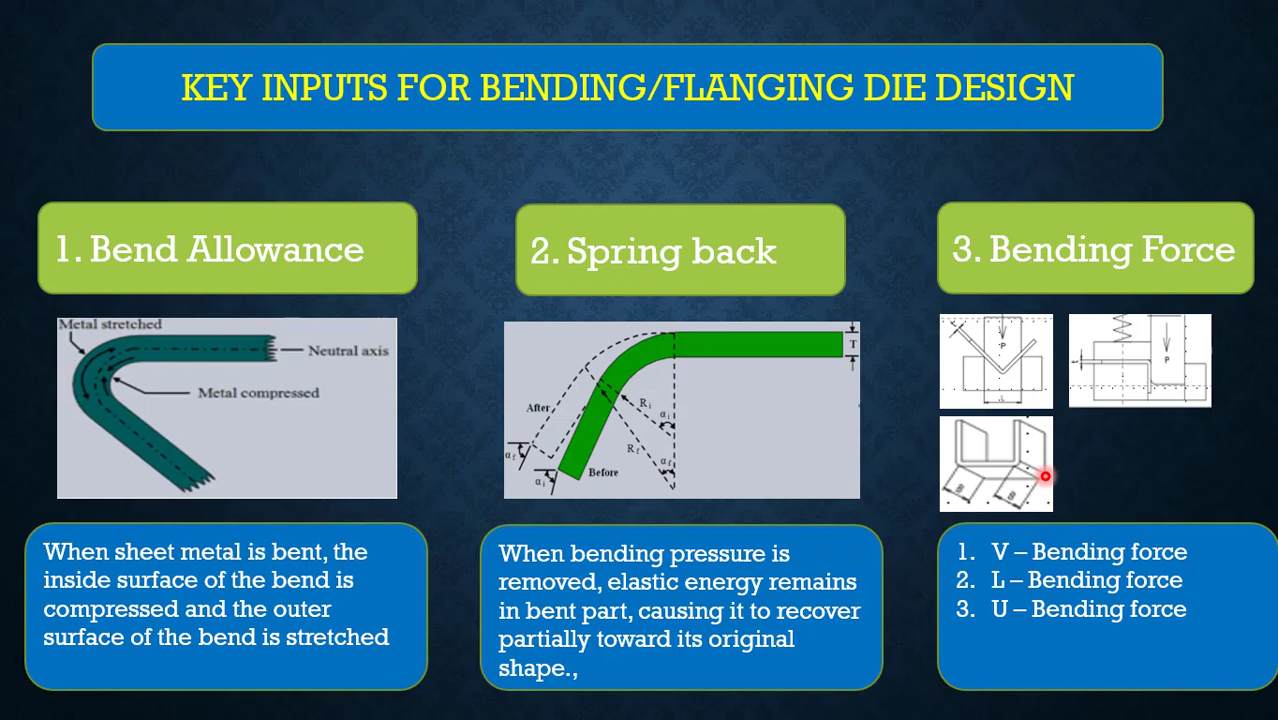 KEY INPUTS FOR BENDING/FLANGING DIE DESIGN
1. Bend Allowance
2. Spring back
3. Bending Force
Metal stretched
Neutral axis
Metal compressed
T
After
Before
R i
R f
α i
α f
α f
α i
P
L
t
P
When sheet metal is bent, the
inside surface of the bend is
compressed and the outer
surface of the bend is stretched
When bending pressure is
removed, elastic energy remains
in bent part, causing it to recover
partially toward its original
shape.,
1. V – Bending force
2. L – Bending force
3. U – Bending force